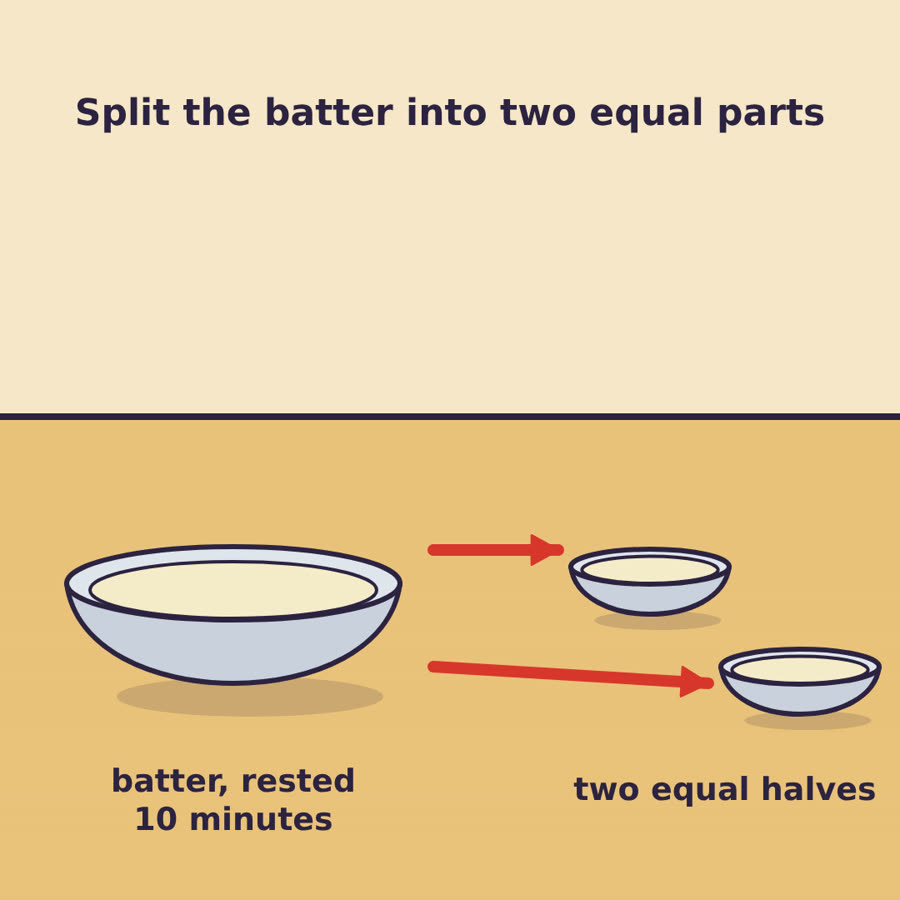 Split the batter into two equal parts
batter, rested
10 minutes
two equal halves